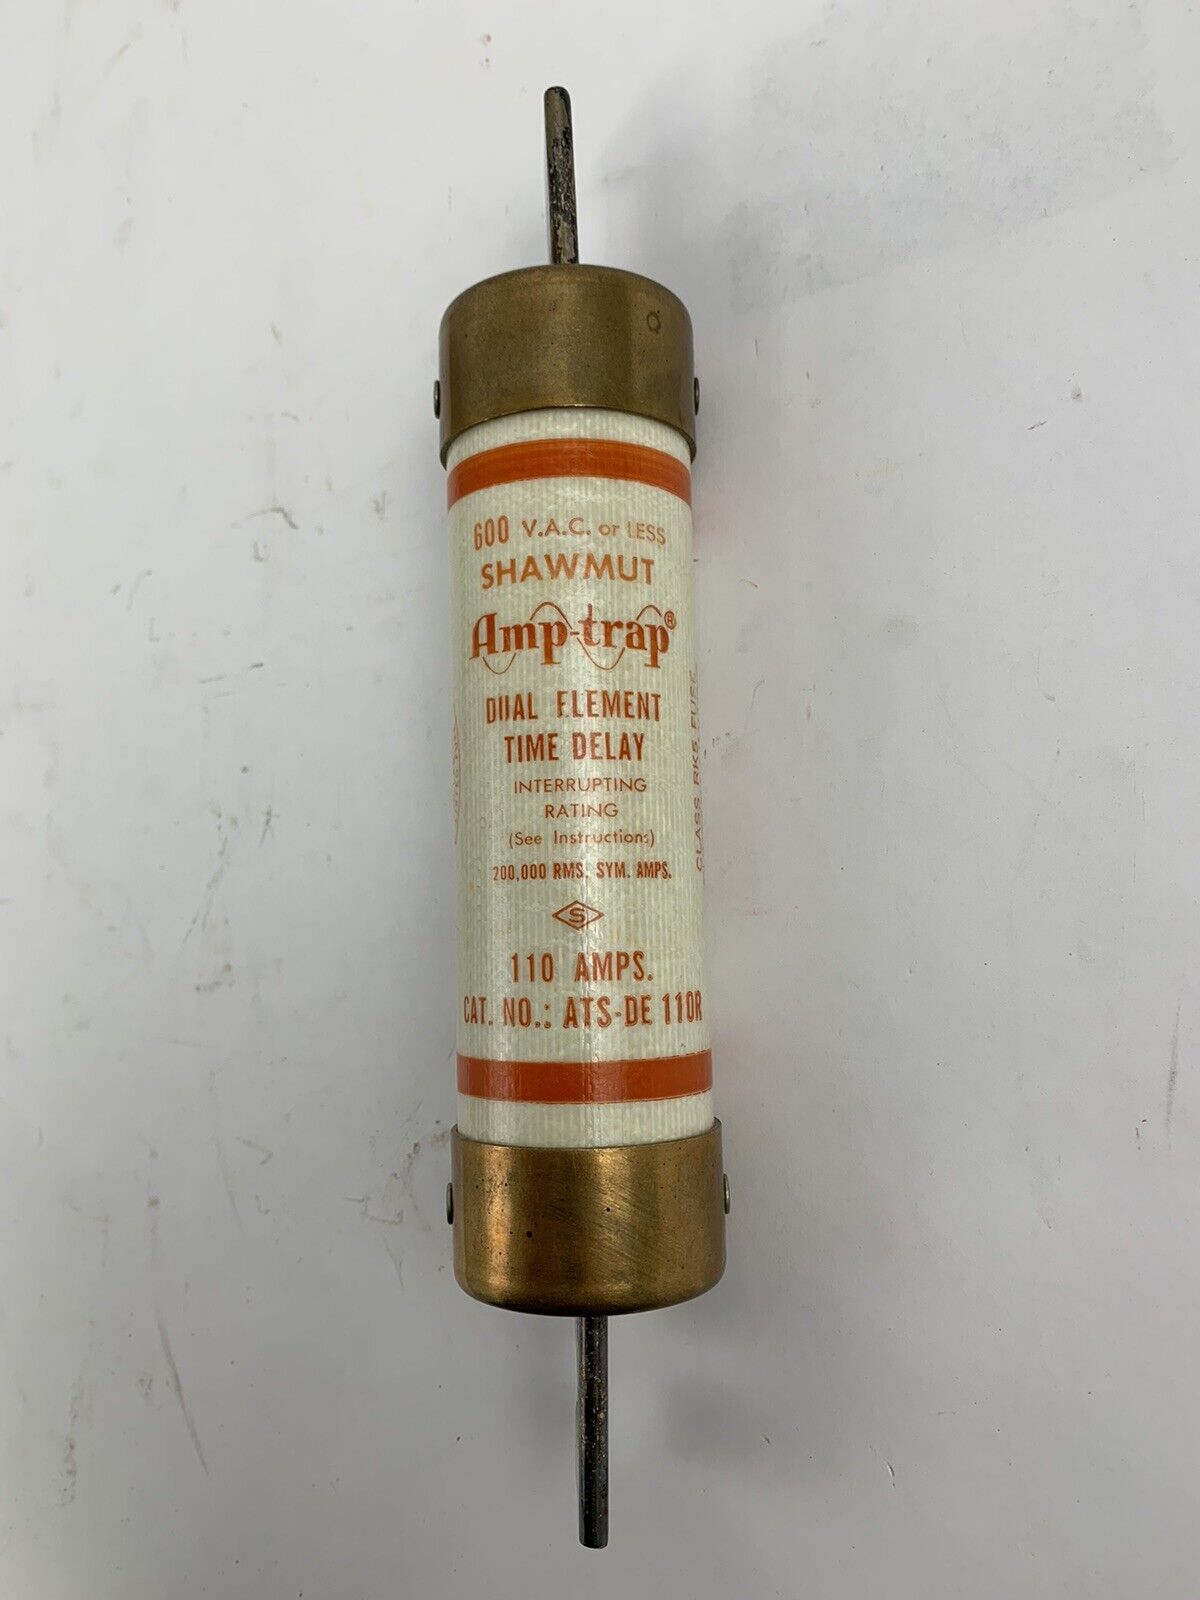 600 V.A.C. or LESS
SHAWMUT
Amp-trap®
DUAL ELEMENT
TIME DELAY
INTERRUPTING
RATING
(See Instructions)
200,000 RMS. SYM. AMPS.
S
110 AMPS.
CAT. NO.: ATS-DE 110R
CLASS RK5 FUSE